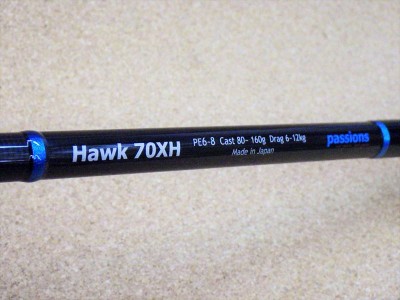 Hawk 70XH PE6-8 Cast 80~160g Drag 6-12kg passions
Made in Japan